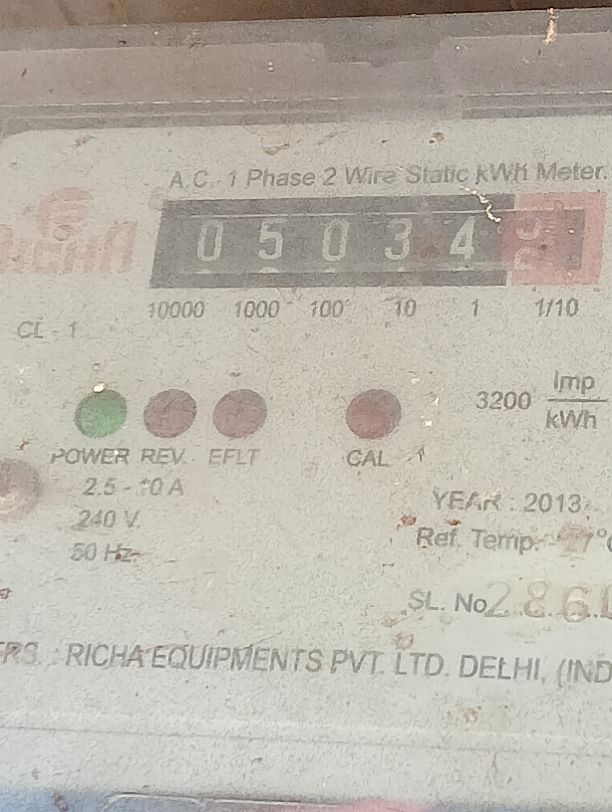 A.C. 1 Phase 2 Wire Static kWh Meter.
RICHA
0 5 0 3 4
10000 1000 100 10 1 1/10
CL - 1
3200 Imp/kWh
POWER REV. EFLT CAL
2.5 - 10 A
240 V.
50 Hz
YEAR : 2013
Ref. Temp.
SL. No
RICHA EQUIPMENTS PVT. LTD. DELHI, (IND